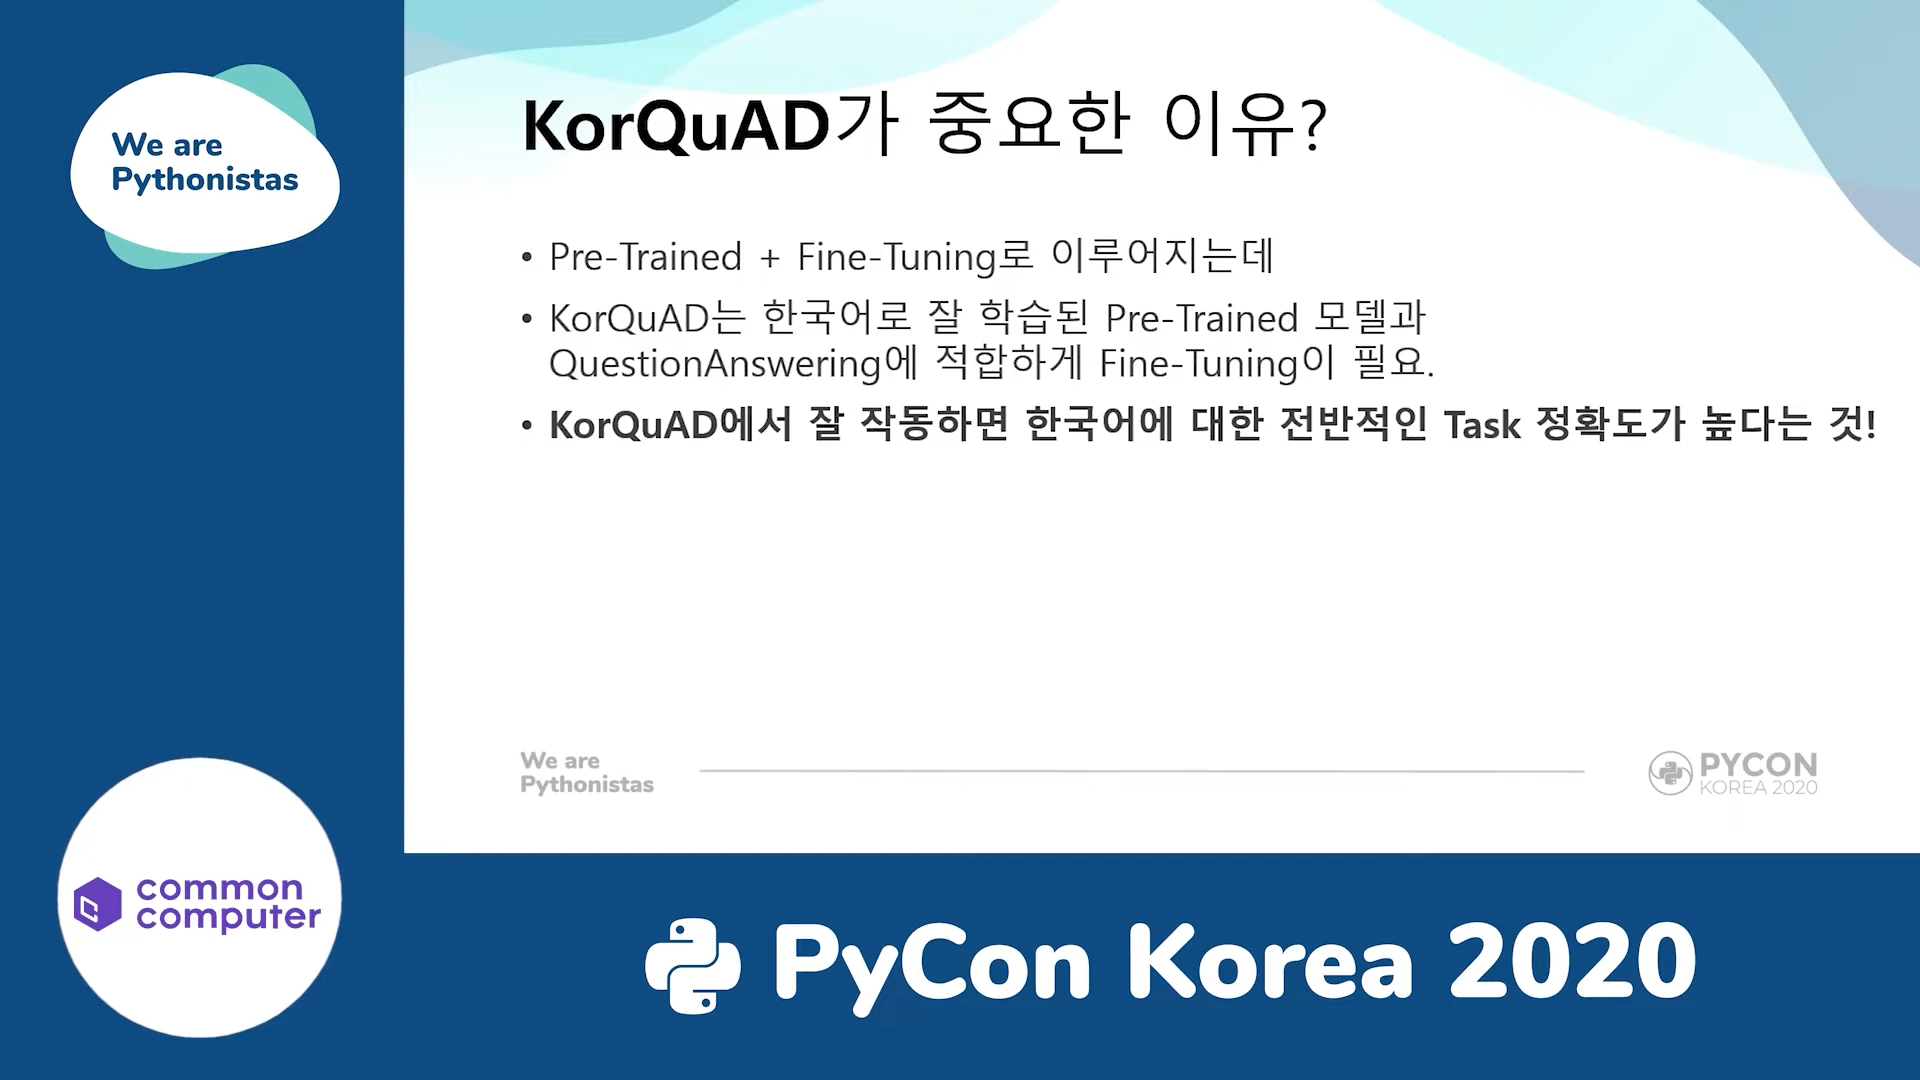 We are
Pythonistas
KorQuAD가 중요한 이유?
• Pre-Trained + Fine-Tuning로 이루어지는데
• KorQuAD는 한국어로 잘 학습된 Pre-Trained 모델과
QuestionAnswering에 적합하게 Fine-Tuning이 필요.
• KorQuAD에서 잘 작동하면 한국어에 대한 전반적인 Task 정확도가 높다는 것!
We are
Pythonistas
PYCON
KOREA 2020
common
computer
PyCon Korea 2020